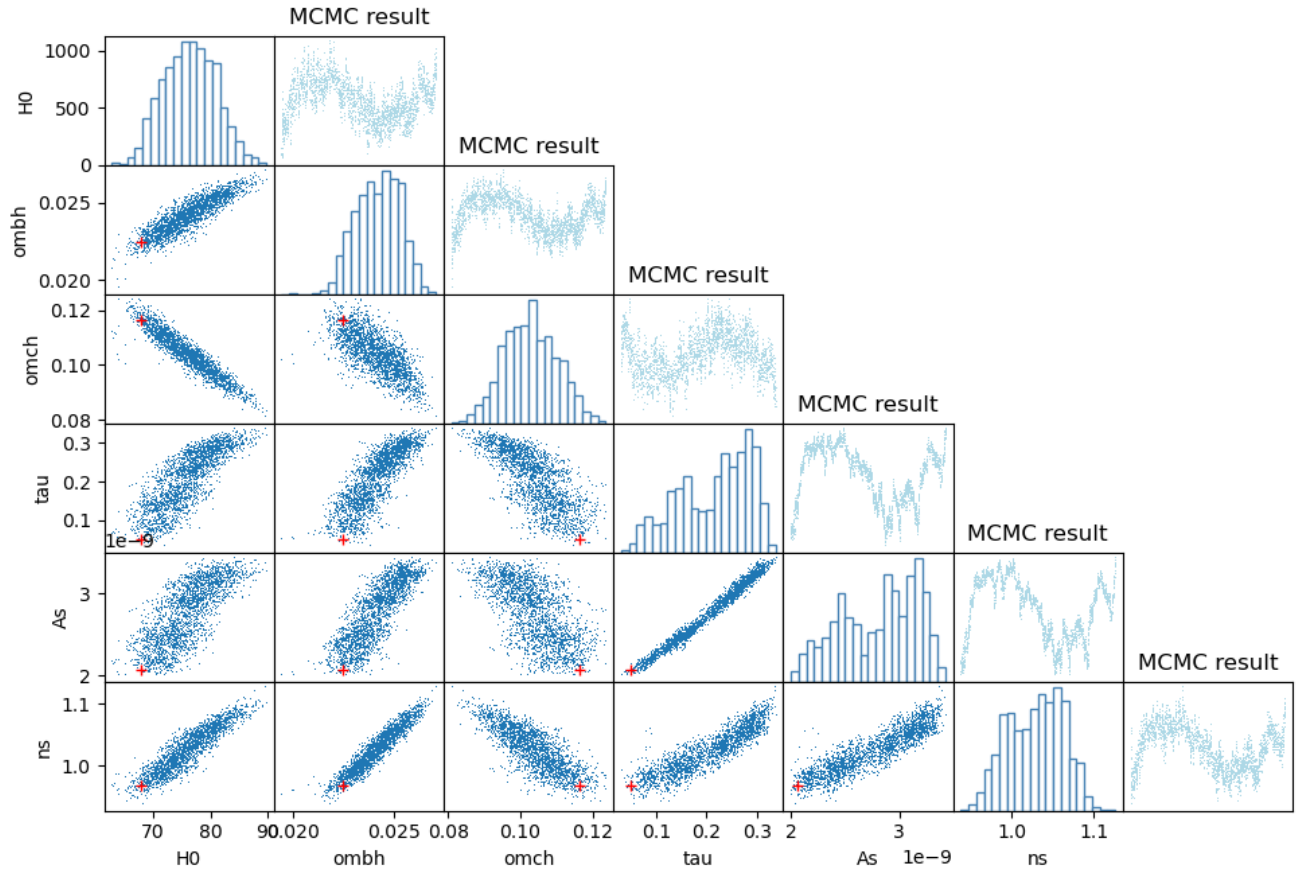 MCMC result
1000
500
0
H0
MCMC result
0.025
0.020
ombh
MCMC result
0.12
0.10
0.08
omch
MCMC result
0.3
0.2
0.1
tau
1e-9
MCMC result
3
2
As
MCMC result
1.1
1.0
ns
70 80 90 0.020 0.025 0.08 0.10 0.12 0.1 0.2 0.3 2 3 1.0 1.1
H0 ombh omch tau As 1e-9 ns